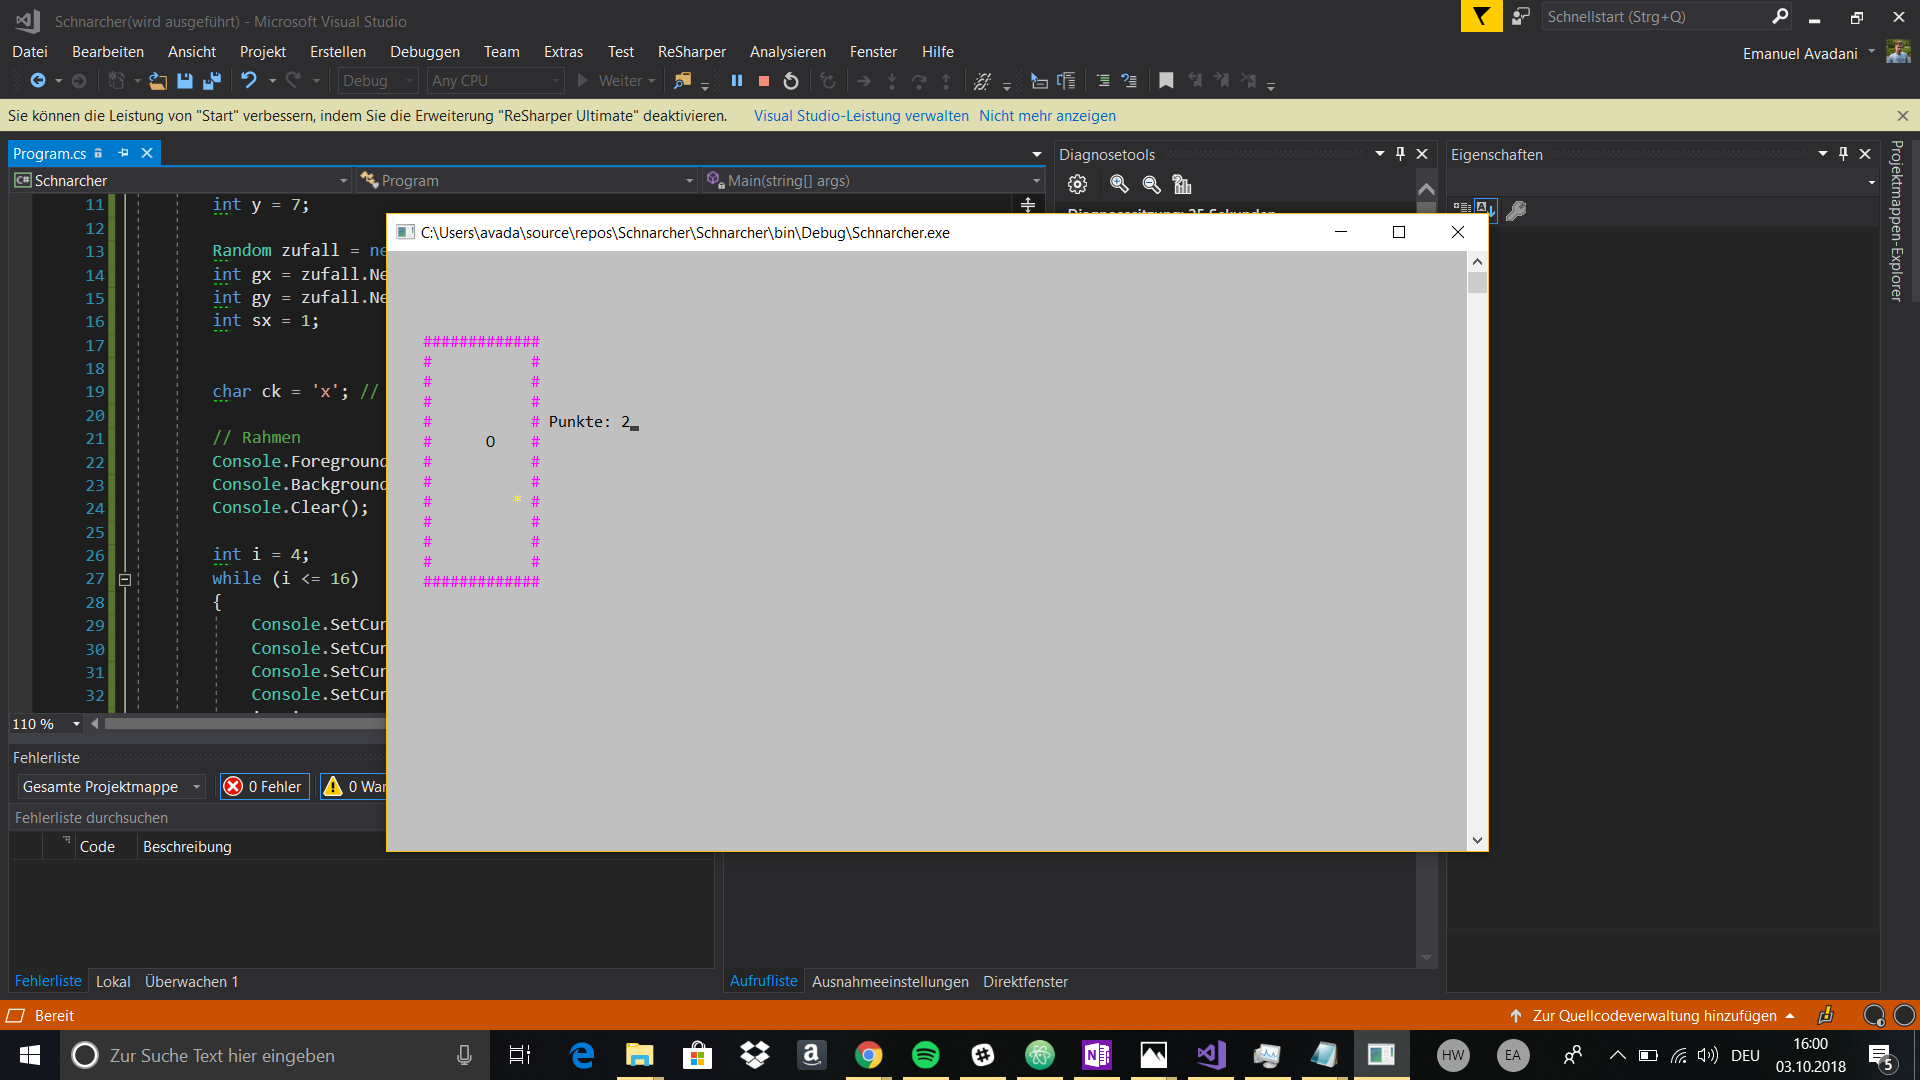 Schnarcher(wird ausgeführt) - Microsoft Visual Studio
Schnellstart (Strg+Q)
Datei Bearbeiten Ansicht Projekt Erstellen Debuggen Team Extras Test ReSharper Analysieren Fenster Hilfe
Emanuel Avadani
Debug Any CPU Weiter
Sie können die Leistung von "Start" verbessern, indem Sie die Erweiterung "ReSharper Ultimate" deaktivieren. Visual Studio-Leistung verwalten Nicht mehr anzeigen
Program.cs
Diagnosetools
Eigenschaften
Projektmappen-Explorer
C# Schnarcher Program Main(string[] args)
11 int y = 7;
12
13 Random zufall = ne
14 int gx = zufall.Ne
15 int gy = zufall.Ne
16 int sx = 1;
17
18
19 char ck = 'x'; //
20
21 // Rahmen
22 Console.Foreground
23 Console.Background
24 Console.Clear();
25
26 int i = 4;
27 while (i <= 16)
28 {
29 Console.SetCur
30 Console.SetCur
31 Console.SetCur
32 Console.SetCur
110 %
C:\Users\avada\source\repos\Schnarcher\Schnarcher\bin\Debug\Schnarcher.exe
#############
# #
# #
# #
# # Punkte: 2_
# O #
# #
# #
# * #
# #
# #
# #
#############
Fehlerliste
Gesamte Projektmappe 0 Fehler 0 War
Fehlerliste durchsuchen
Code Beschreibung
Fehlerliste Lokal Überwachen 1
Aufrufliste Ausnahmeeinstellungen Direktfenster
Bereit
Zur Quellcodeverwaltung hinzufügen
Zur Suche Text hier eingeben
HW EA
DEU
16:00
03.10.2018
5